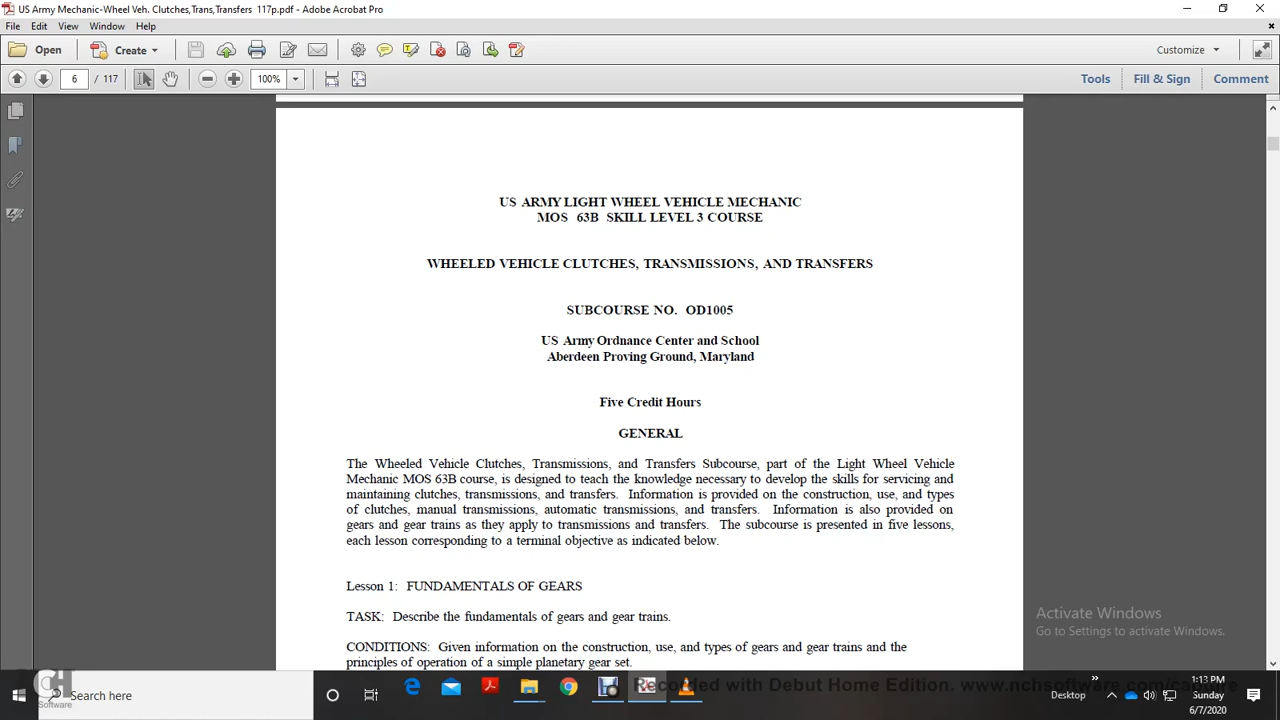 US Army Mechanic-Wheel Veh. Clutches,Trans,Transfers 117p.pdf - Adobe Acrobat Pro
File Edit View Window Help
Open Create Customize
6 / 117 100% Tools Fill & Sign Comment
US ARMY LIGHT WHEEL VEHICLE MECHANIC
MOS 63B SKILL LEVEL 3 COURSE
WHEELED VEHICLE CLUTCHES, TRANSMISSIONS, AND TRANSFERS
SUBCOURSE NO. OD1005
US Army Ordnance Center and School
Aberdeen Proving Ground, Maryland
Five Credit Hours
GENERAL
The Wheeled Vehicle Clutches, Transmissions, and Transfers Subcourse, part of the Light Wheel Vehicle
Mechanic MOS 63B course, is designed to teach the knowledge necessary to develop the skills for servicing and
maintaining clutches, transmissions, and transfers. Information is provided on the construction, use, and types
of clutches, manual transmissions, automatic transmissions, and transfers. Information is also provided on
gears and gear trains as they apply to transmissions and transfers. The subcourse is presented in five lessons,
each lesson corresponding to a terminal objective as indicated below.
Lesson 1: FUNDAMENTALS OF GEARS
TASK: Describe the fundamentals of gears and gear trains.
CONDITIONS: Given information on the construction, use, and types of gears and gear trains and the
principles of operation of a simple planetary gear set.
Activate Windows
Go to Settings to activate Windows.
NCH Software
Search here
Recorded with Debut Home Edition. www.nchsoftware.com/capture
Desktop
1:13 PM
Sunday
6/7/2020